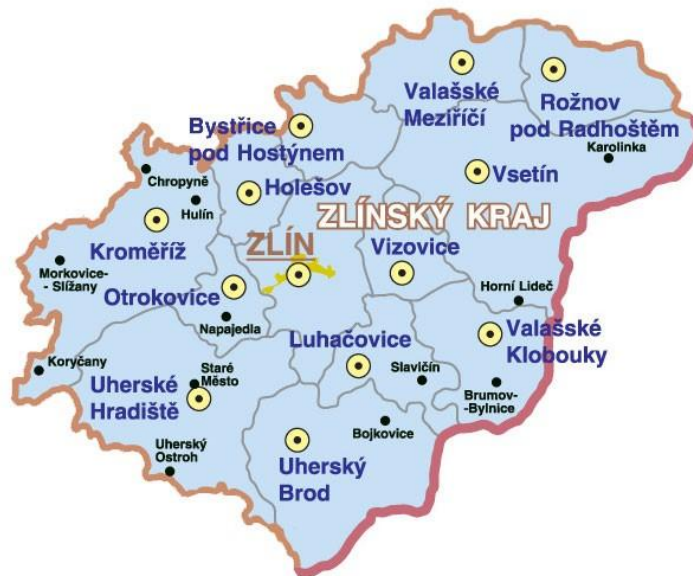 Valašské
Meziříčí
Rožnov
pod Radhoštěm
Karolinka
Bystřice
pod Hostýnem
Chropyně
Holešov
Hulín
Vsetín
ZLÍNSKÝ KRAJ
Kroměříž
ZLÍN
Vizovice
Morkovice-
-Slížany
Otrokovice
Horní Lideč
Napajedla
Luhačovice
Valašské
Klobouky
Koryčany
Staré
Město
Slavičín
Uherské
Hradiště
Brumov-
-Bylnice
Bojkovice
Uherský
Ostroh
Uherský
Brod